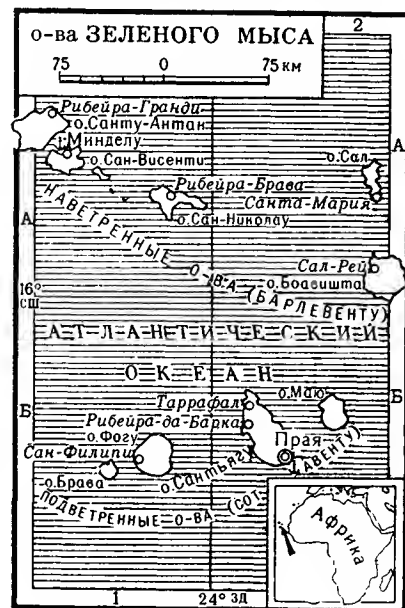 о-ва ЗЕЛЕНОГО МЫСА
75 0 75 км
2
Рибейра-Гранди
о. Санту-Антан
г. Минделу
о. Сан-Висенти
о. Сал
А
Рибейра-Брава
Санта-Мария
о. Сан-Николау
А
НАВЕТРЕННЫЕ О-ВА (БАРЛЕВЕНТУ)
Сал-Рей
о. Боавишта
16°
сш
АТЛАНТИЧЕСКИЙ
ОКЕАН
о. Маю
Б
Таррафал
Б
Рибейра-да-Барка
о. Фогу
Прая
Сан-Филипи
о. Сантьягу
о. Брава
ПОДВЕТРЕННЫЕ О-ВА (СОТАВЕНТУ)
Африка
1
24° зд